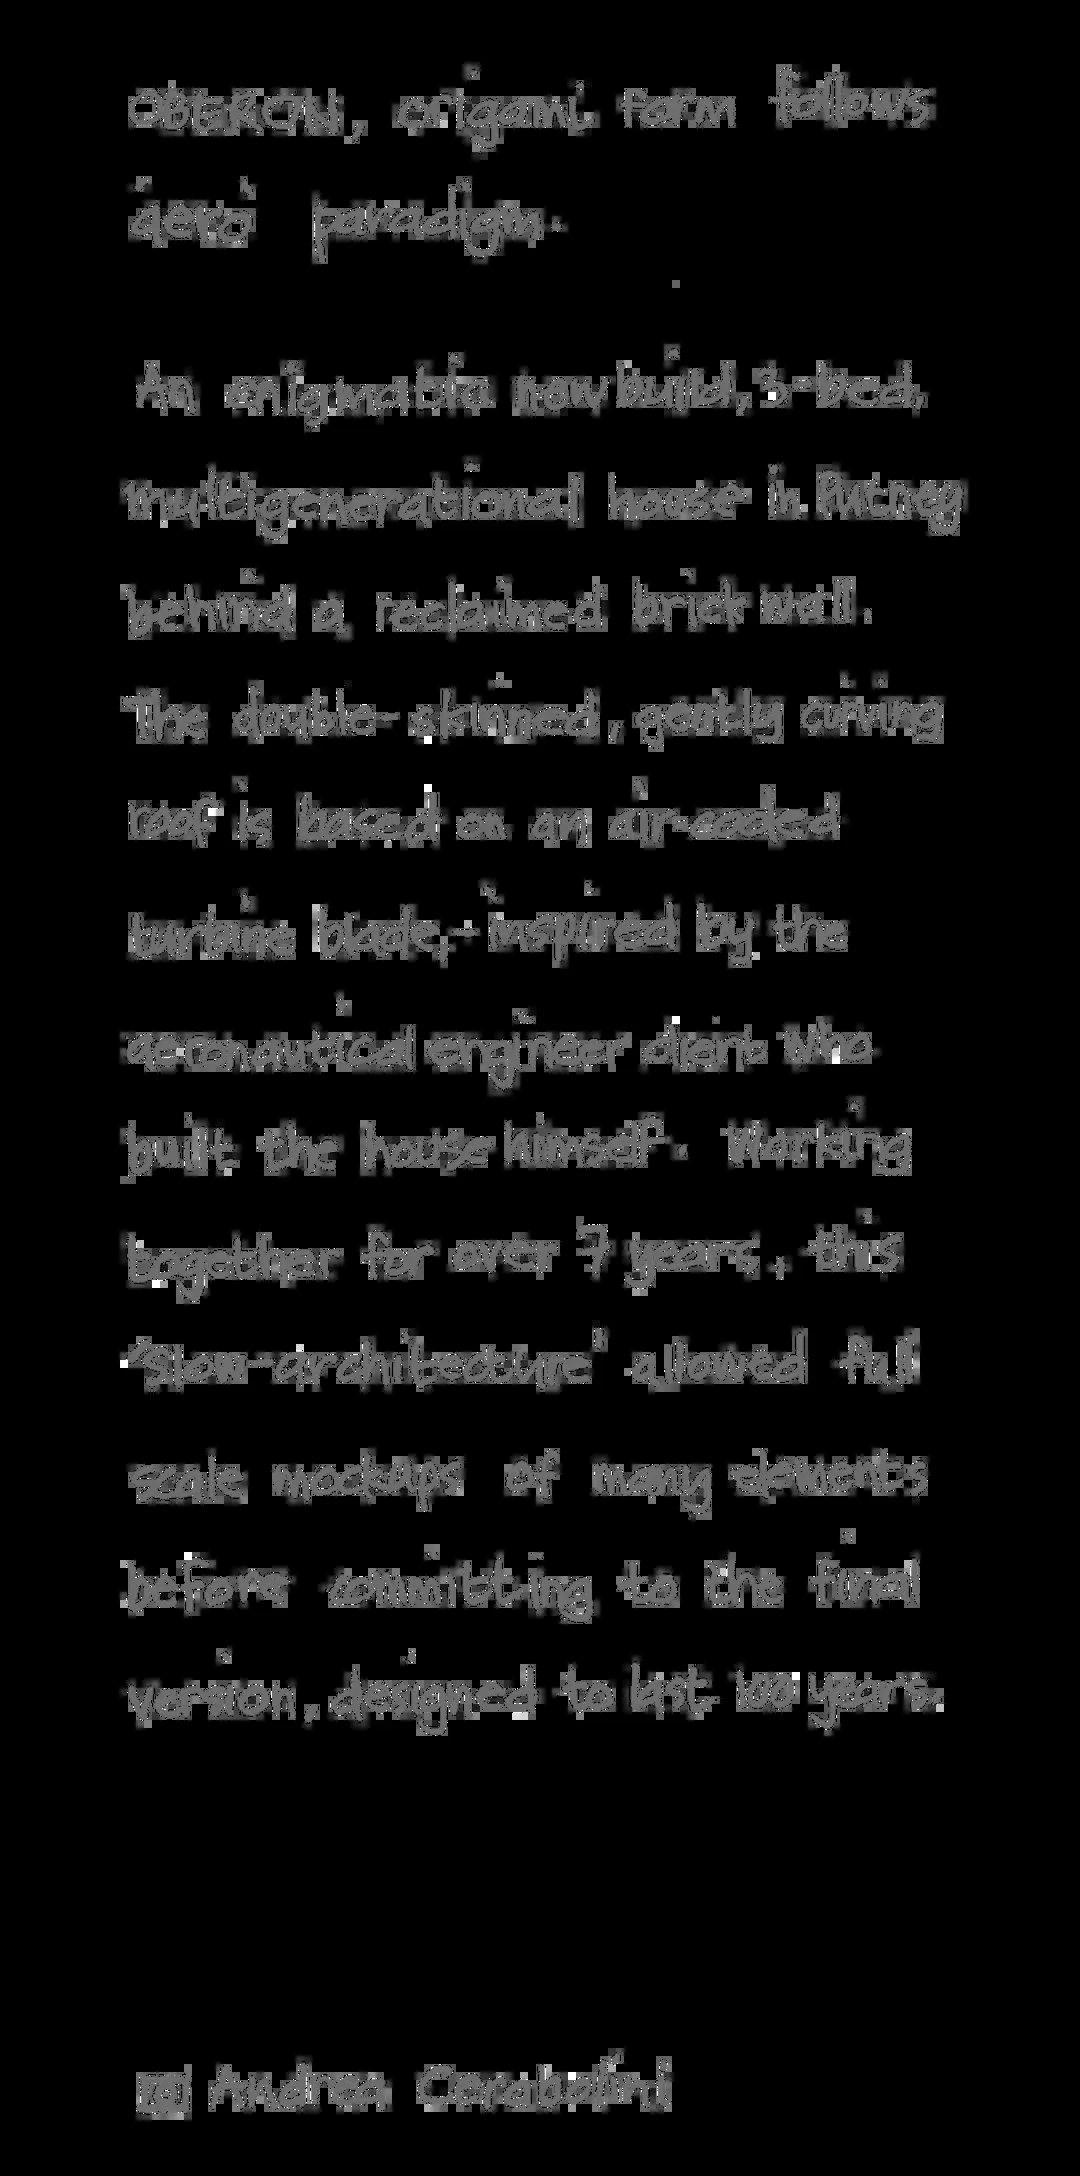 OBERON, origami form follows
'aero' paradigm.
An enigmatic new build, 3-bed,
multigenerational house in Putney
behind a reclaimed brick wall.
The double-skinned, gently curving
roof is based on an air-cooled
turbine blade, - inspired by the
aeronautical engineer client who
built the house himself. Working
together for over 7 years, this
'Slow-architecture' allowed full
scale mockups of many elements
before committing to the final
version, designed to last 100 years.
Andrea Cerabolini